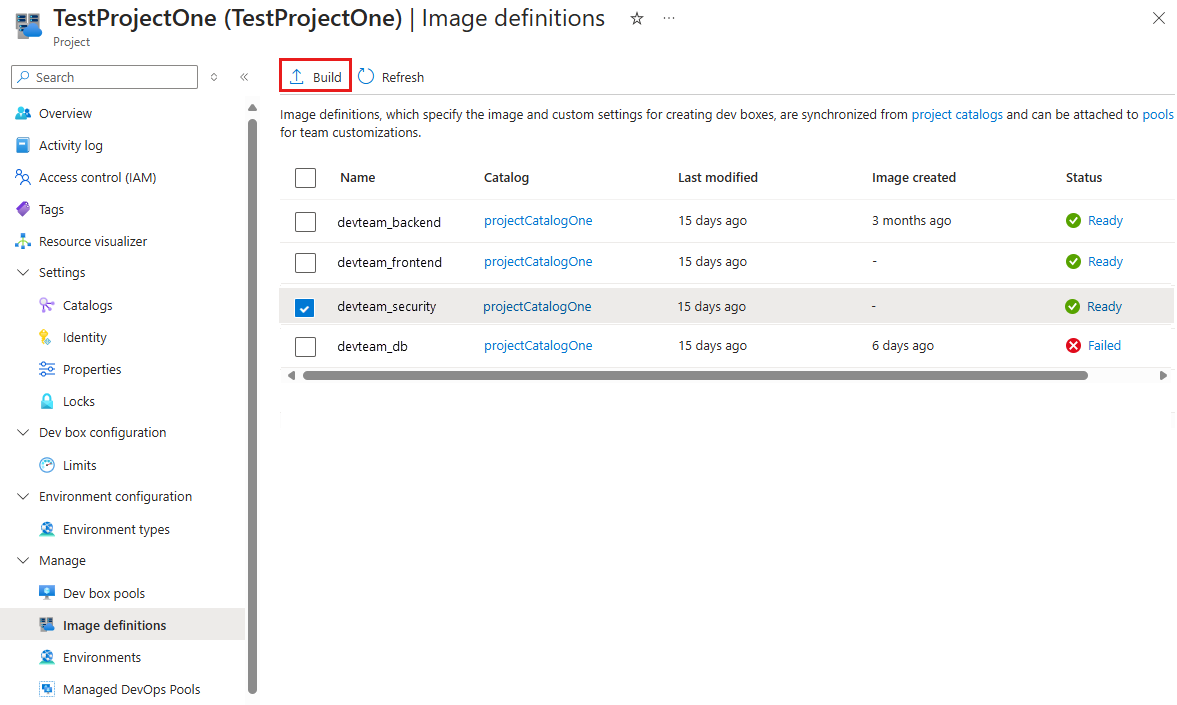 TestProjectOne (TestProjectOne) | Image definitions
Project
Search
Build
Refresh
Overview
Activity log
Access control (IAM)
Tags
Resource visualizer
Settings
Catalogs
Identity
Properties
Locks
Dev box configuration
Limits
Environment configuration
Environment types
Manage
Dev box pools
Image definitions
Environments
Managed DevOps Pools
Image definitions, which specify the image and custom settings for creating dev boxes, are synchronized from project catalogs and can be attached to pools
for team customizations.
Name Catalog Last modified Image created Status
devteam_backend projectCatalogOne 15 days ago 3 months ago Ready
devteam_frontend projectCatalogOne 15 days ago - Ready
devteam_security projectCatalogOne 15 days ago - Ready
devteam_db projectCatalogOne 15 days ago 6 days ago Failed